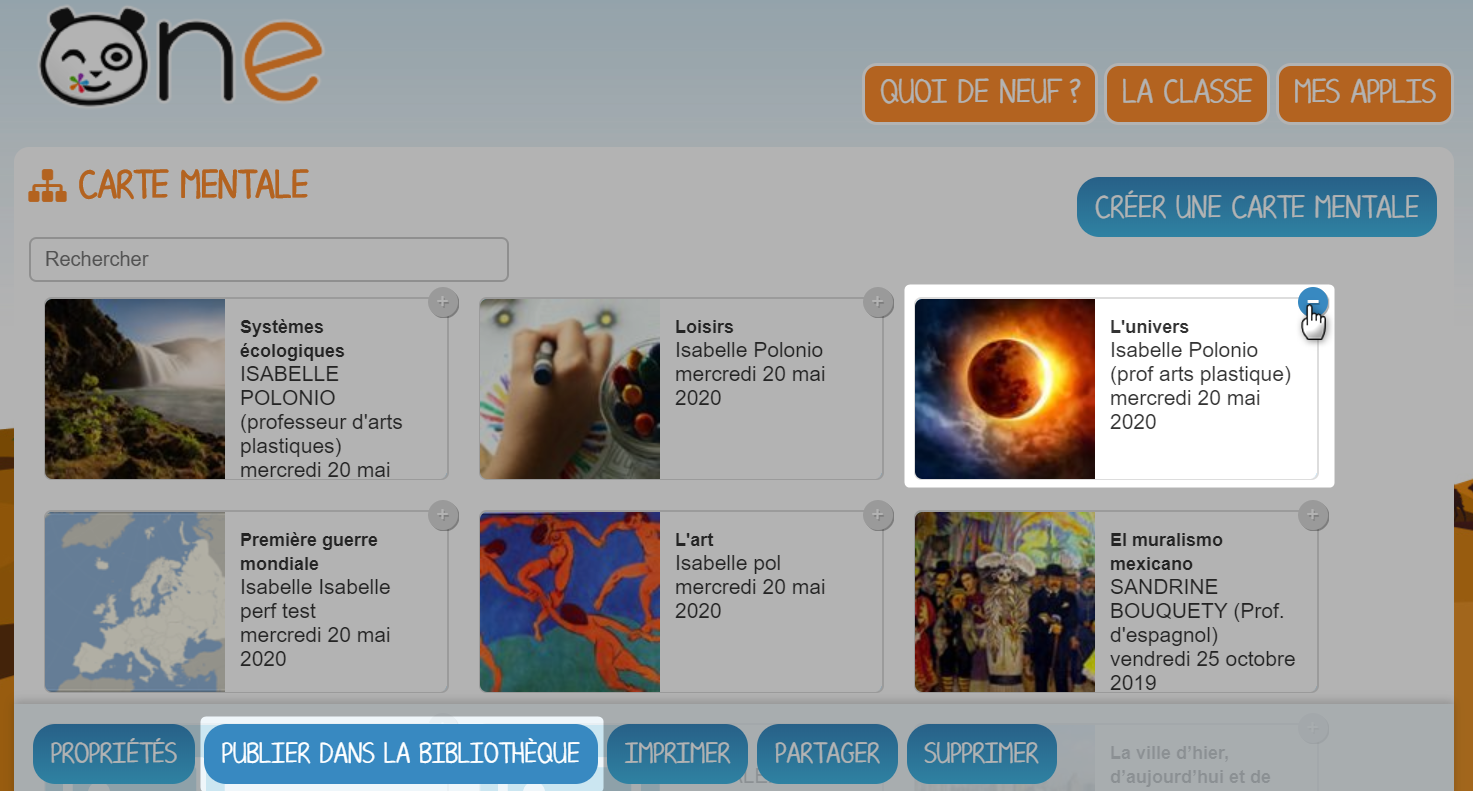 One
QUOI DE NEUF ?
LA CLASSE
MES APPLIS
CARTE MENTALE
CRÉER UNE CARTE MENTALE
Rechercher
Systèmes
écologiques
ISABELLE
POLONIO
(professeur d'arts
plastiques)
mercredi 20 mai
Loisirs
Isabelle Polonio
mercredi 20 mai
2020
L'univers
Isabelle Polonio
(prof arts plastique)
mercredi 20 mai
2020
Première guerre
mondiale
Isabelle Isabelle
perf test
mercredi 20 mai
2020
L'art
Isabelle pol
mercredi 20 mai
2020
El muralismo
mexicano
SANDRINE
BOUQUETY (Prof.
d'espagnol)
vendredi 25 octobre
2019
La ville d'hier,
d'aujourd'hui et de
PROPRIÉTÉS
PUBLIER DANS LA BIBLIOTHÈQUE
IMPRIMER
PARTAGER
SUPPRIMER